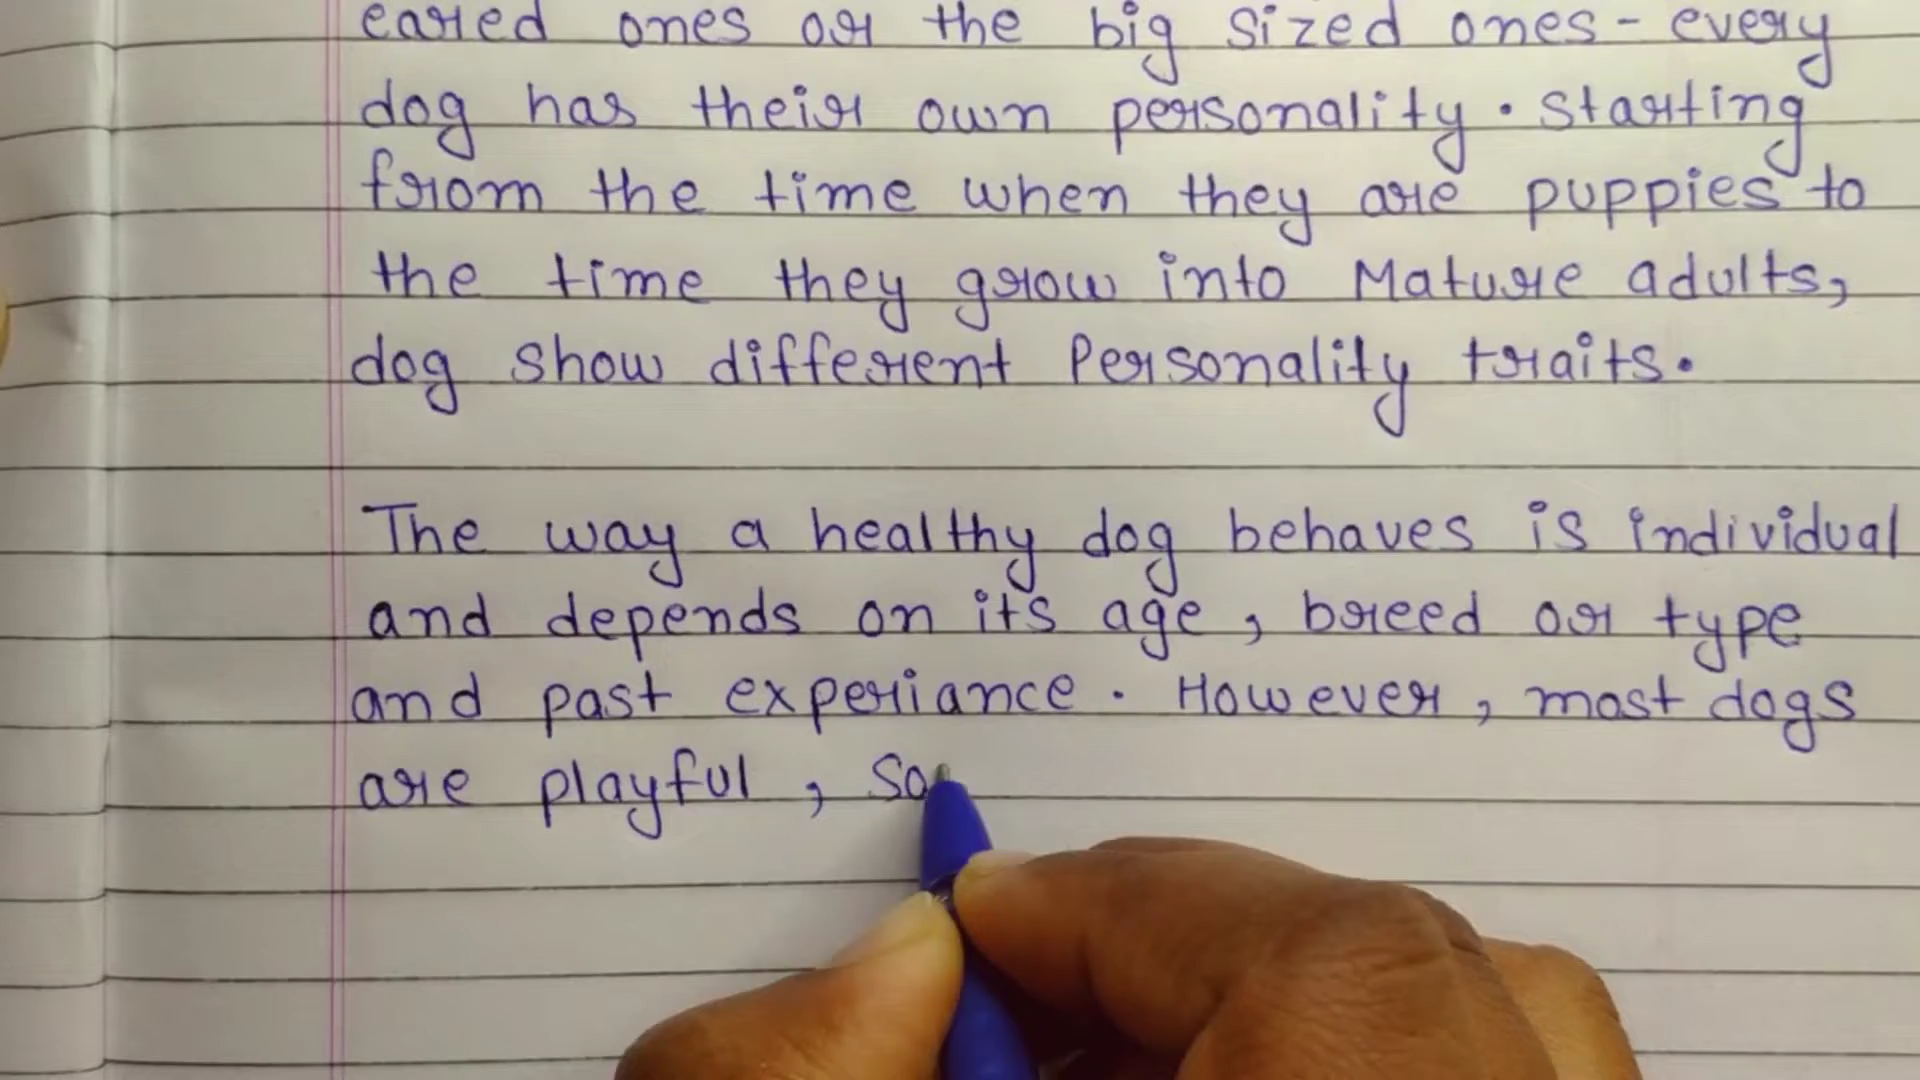 eared ones or the big sized ones - every
dog has their own personality. Starting
from the time when they are puppies to
the time they grow into Mature adults,
dog show different Personality traits.
The way a healthy dog behaves is individual
and depends on its age, breed or type
and past experiance. However, most dogs
are playful, So